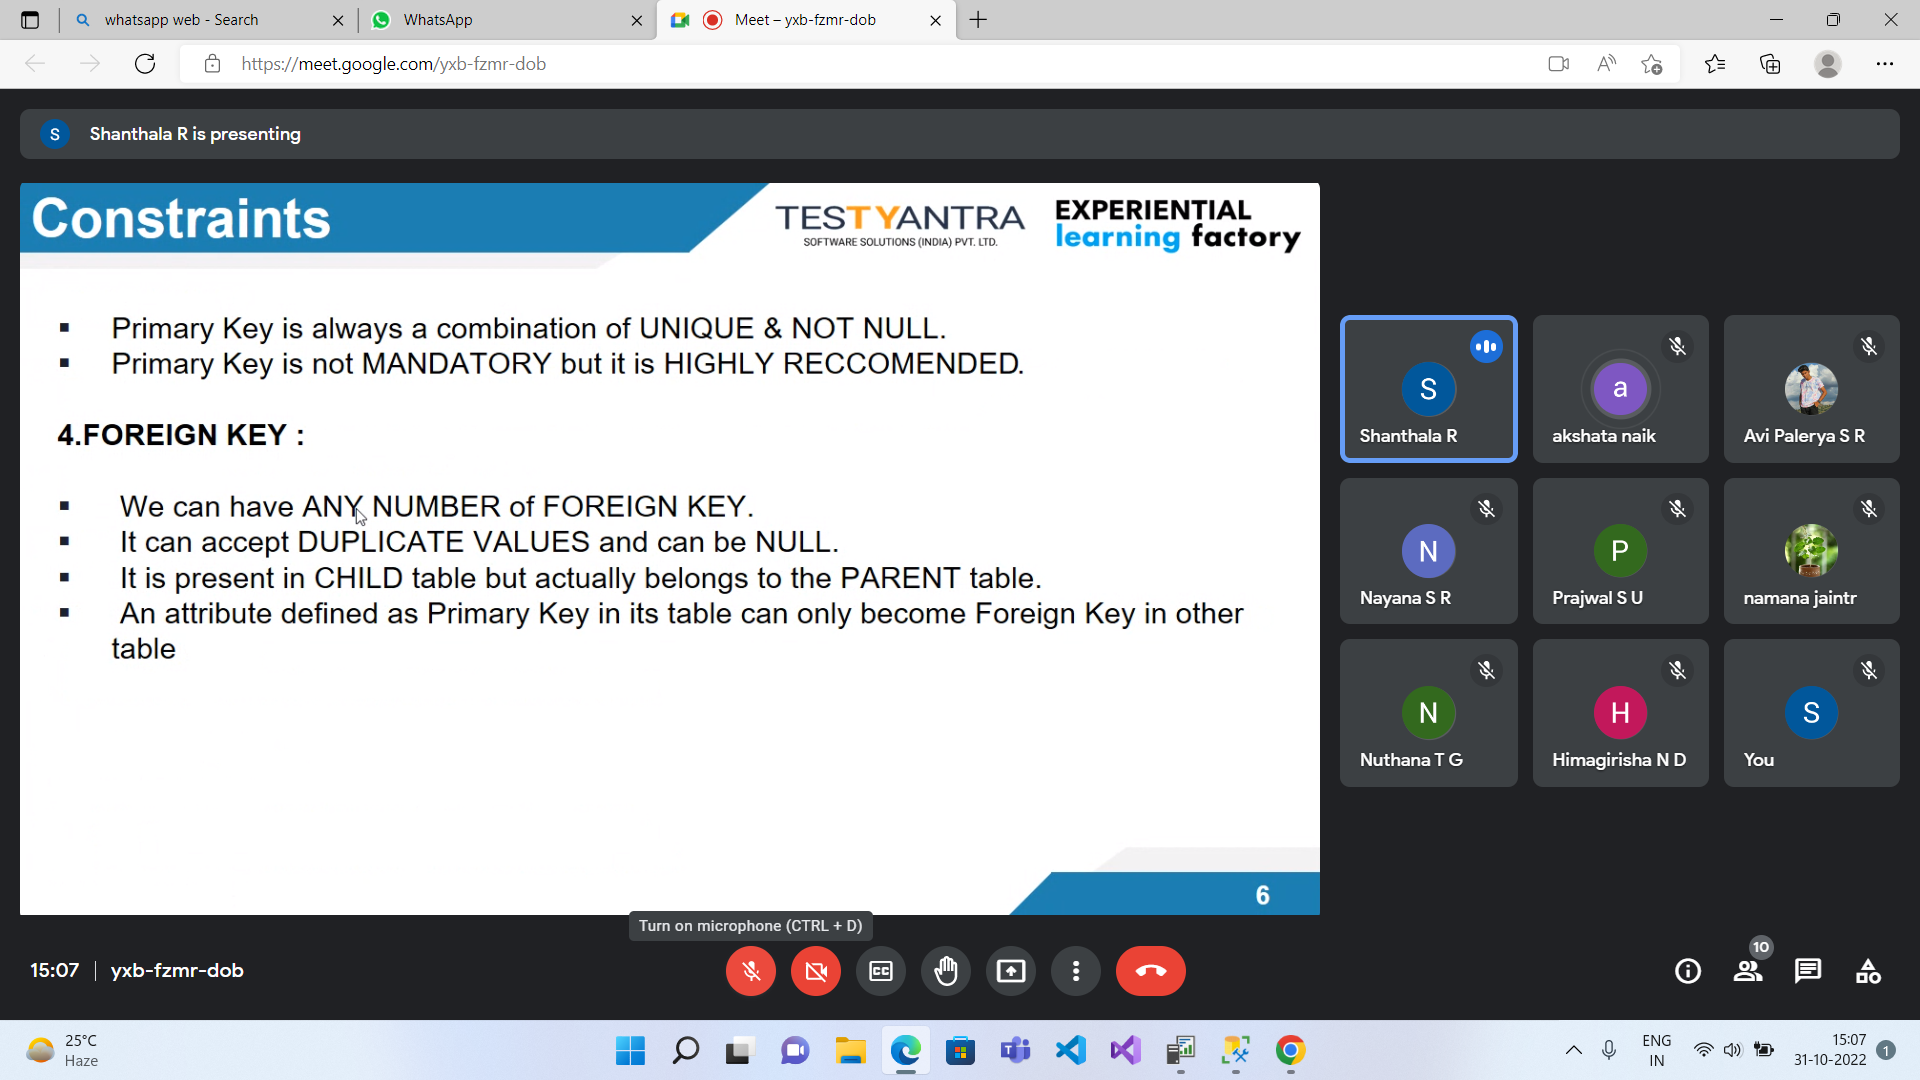 whatsapp web - Search
WhatsApp
Meet – yxb-fzmr-dob
https://meet.google.com/yxb-fzmr-dob
S
Shanthala R is presenting
Constraints
TESTYANTRA
SOFTWARE SOLUTIONS (INDIA) PVT. LTD.
EXPERIENTIAL
learning factory
▪ Primary Key is always a combination of UNIQUE & NOT NULL.
▪ Primary Key is not MANDATORY but it is HIGHLY RECCOMENDED.
4.FOREIGN KEY :
▪ We can have ANY NUMBER of FOREIGN KEY.
▪ It can accept DUPLICATE VALUES and can be NULL.
▪ It is present in CHILD table but actually belongs to the PARENT table.
▪ An attribute defined as Primary Key in its table can only become Foreign Key in other
table
6
S
Shanthala R
a
akshata naik
Avi Palerya S R
N
Nayana S R
P
Prajwal S U
namana jaintr
N
Nuthana T G
H
Himagirisha N D
S
You
Turn on microphone (CTRL + D)
15:07 | yxb-fzmr-dob
CC
10
25°C
Haze
ENG
IN
15:07
31-10-2022
1